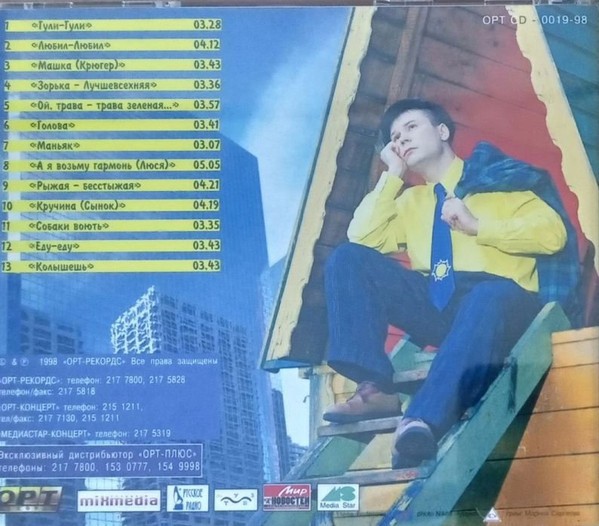 ОРТ CD - 0019-98
1 «Гули-Гули» 03.28
2 «Любил-Любил» 04.12
3 «Машка (Крюгер)» 03.43
4 «Зорька - Лучшевсехняя» 03.36
5 «Ой, трава - трава зеленая...» 03.57
6 «Голова» 03.41
7 «Маньяк» 03.07
8 «А я возьму гармонь (Люся)» 05.05
9 «Рыжая - бесстыжая» 04.21
10 «Кручина (Сынок)» 04.19
11 «Собаки воють» 03.35
12 «Еду-еду» 03.43
13 «Колышешь» 03.43
© & ℗ 1998 «ОРТ-РЕКОРДС» Все права защищены
«ОРТ-РЕКОРДС»: телефон: 217 7800, 217 5828
телефон/факс: 217 5818
«ОРТ-КОНЦЕРТ» телефон: 215 1211,
тел/факс: 217 7130, 215 1211
«МЕДИАСТАР-КОНЦЕРТ» телефон: 217 5319
Эксклюзивный дистрибьютор «ОРТ-ПЛЮС»
телефоны: 217 7800, 153 0777, 154 9998
ОРТ
mixmedia
РУССКОЕ РАДИО
Мир НОВОСТЕЙ
Media Star